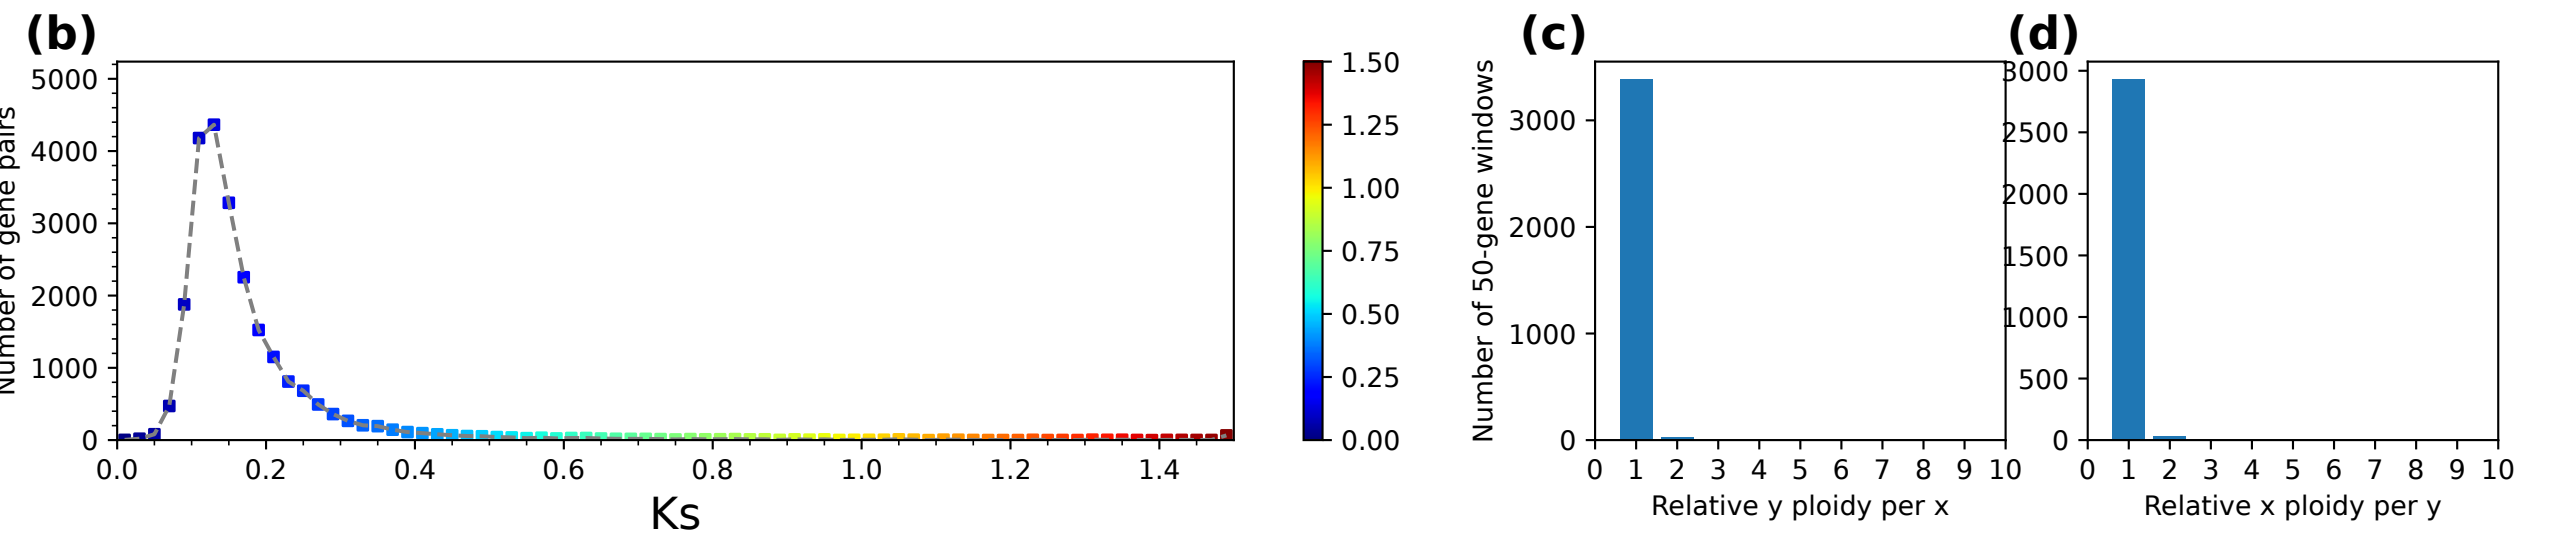 (b)
Number of gene pairs
5000
4000
3000
2000
1000
0
0.0 0.2 0.4 0.6 0.8 1.0 1.2 1.4
Ks
1.50
1.25
1.00
0.75
0.50
0.25
0.00
(c)
Number of 50-gene windows
3000
2000
1000
0
0 1 2 3 4 5 6 7 8 9 10
Relative y ploidy per x
(d)
3000
2500
2000
1500
1000
500
0
0 1 2 3 4 5 6 7 8 9 10
Relative x ploidy per y